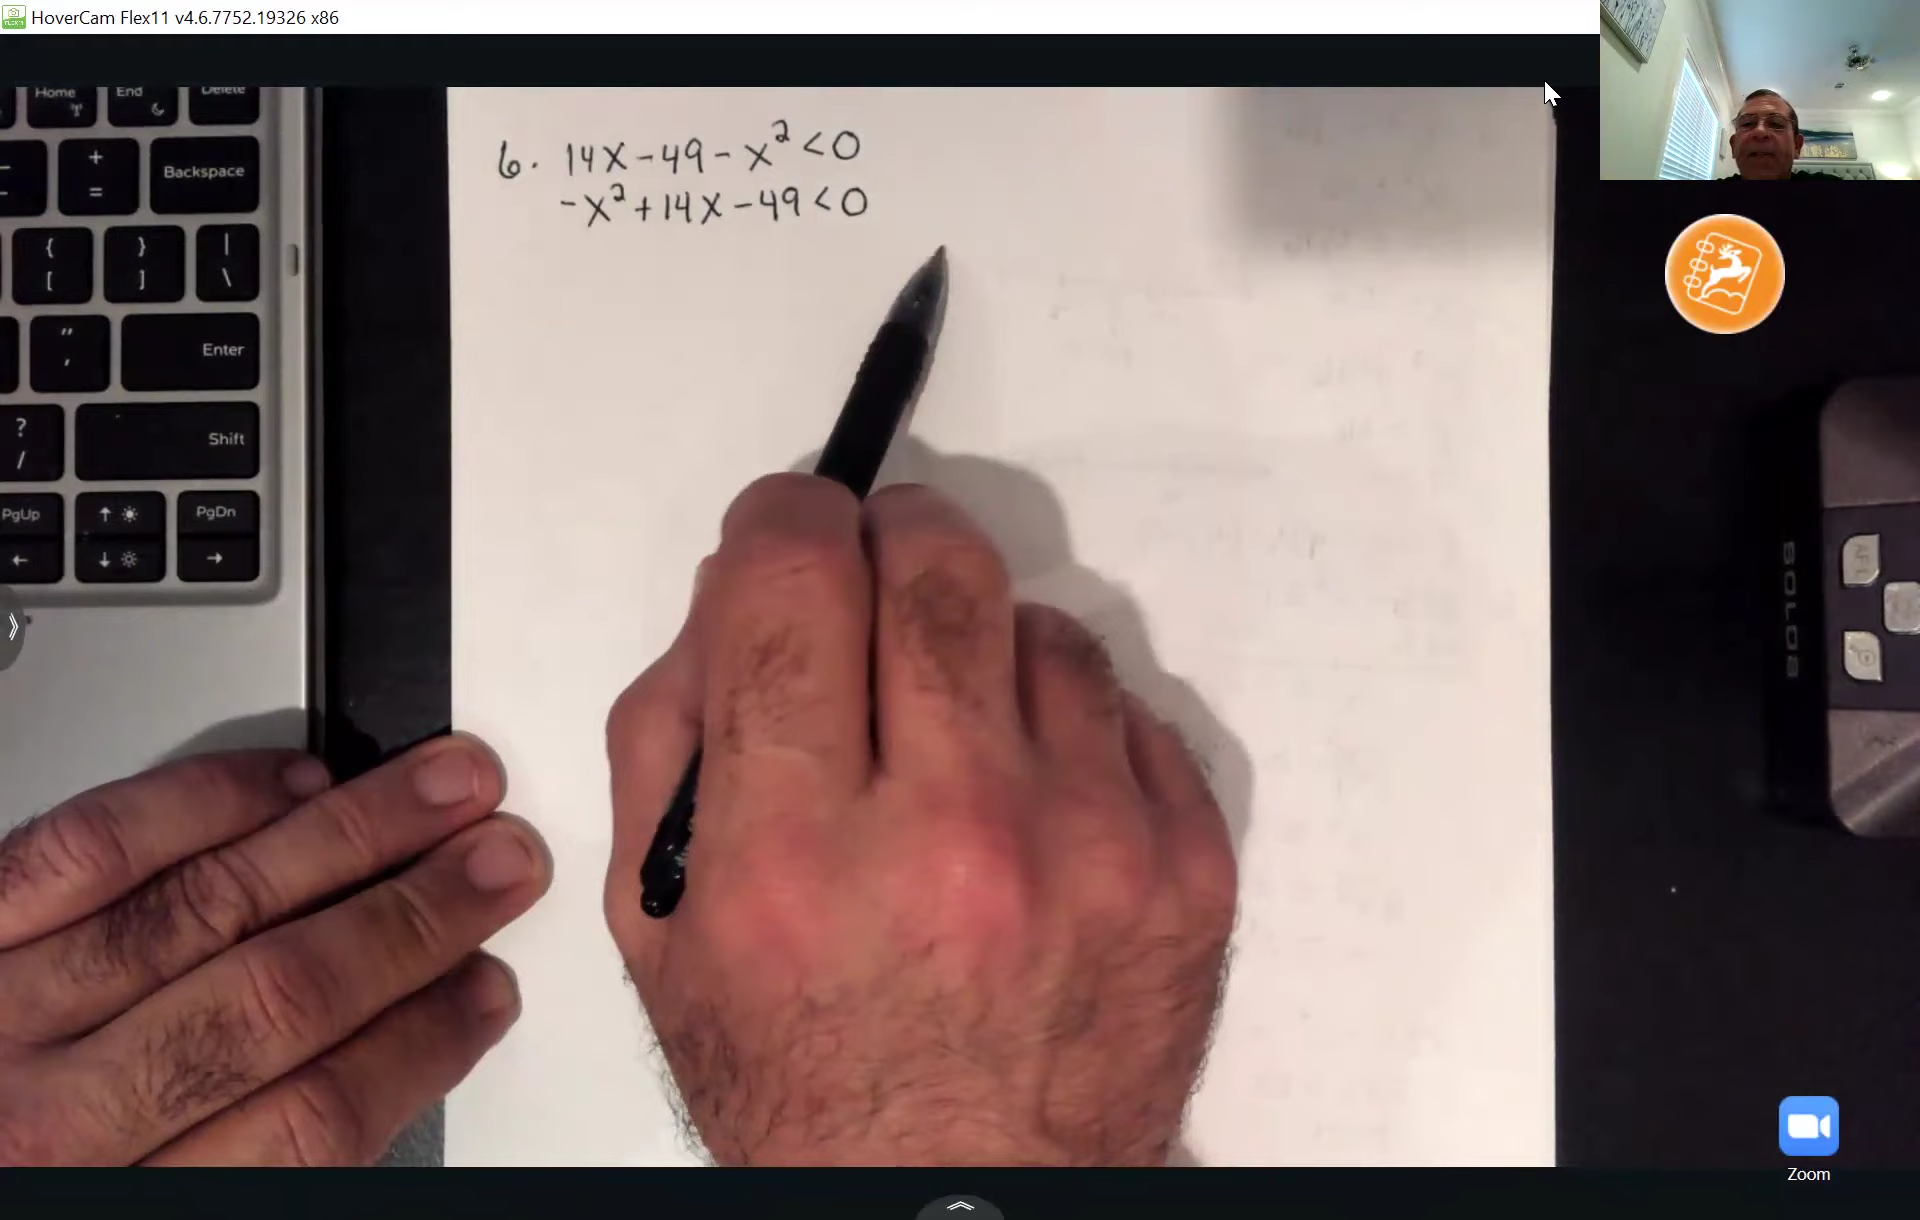 HoverCam Flex11 v4.6.7752.19326 x86
Home
End
Delete
+
=
Backspace
{
[
}
]
|
\
"
,
Enter
?
/
Shift
PgUp
PgDn
6. 14x - 49 - x² < 0
-x² + 14x - 49 < 0
Zoom